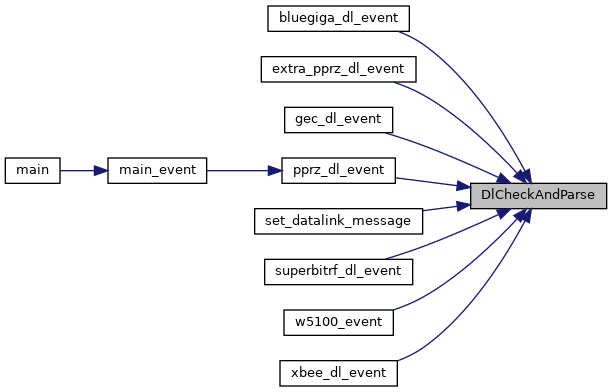 bluegiga_dl_event
extra_pprz_dl_event
gec_dl_event
main
main_event
pprz_dl_event
DlCheckAndParse
set_datalink_message
superbitrf_dl_event
w5100_event
xbee_dl_event